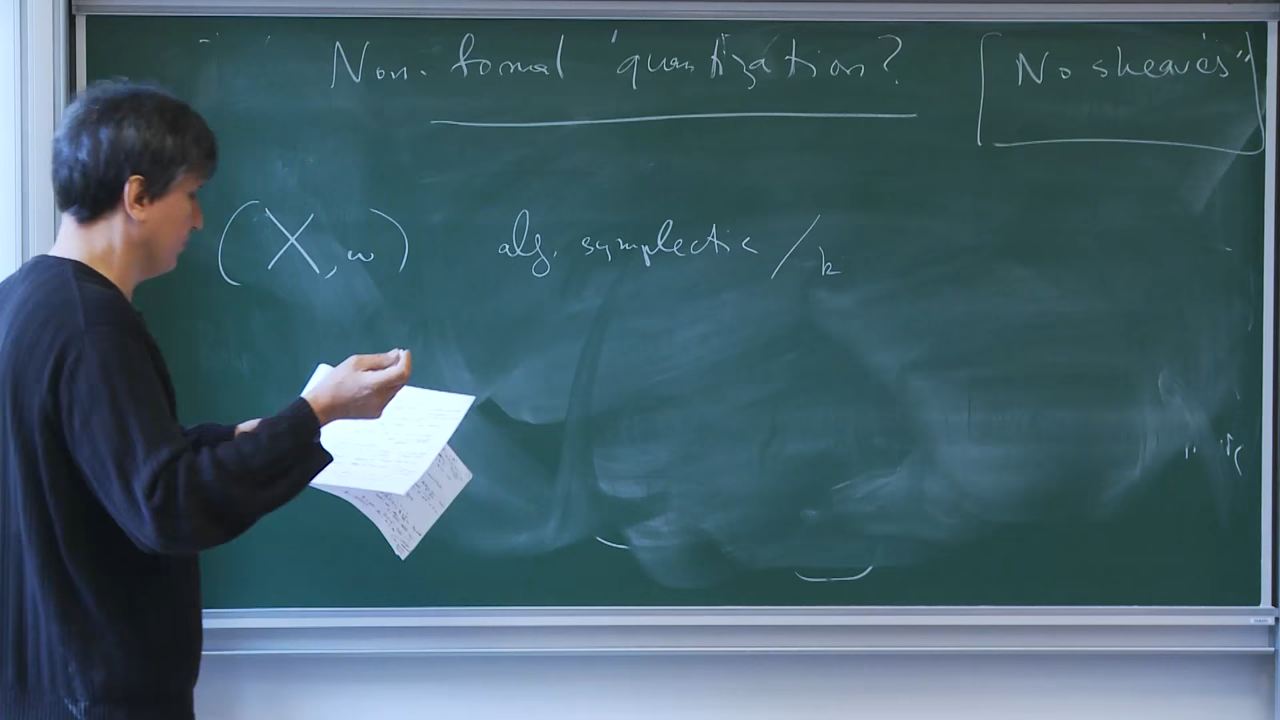 Non-formal "quantization?
No sheaves"
(X, ω) alg. symplectic / k